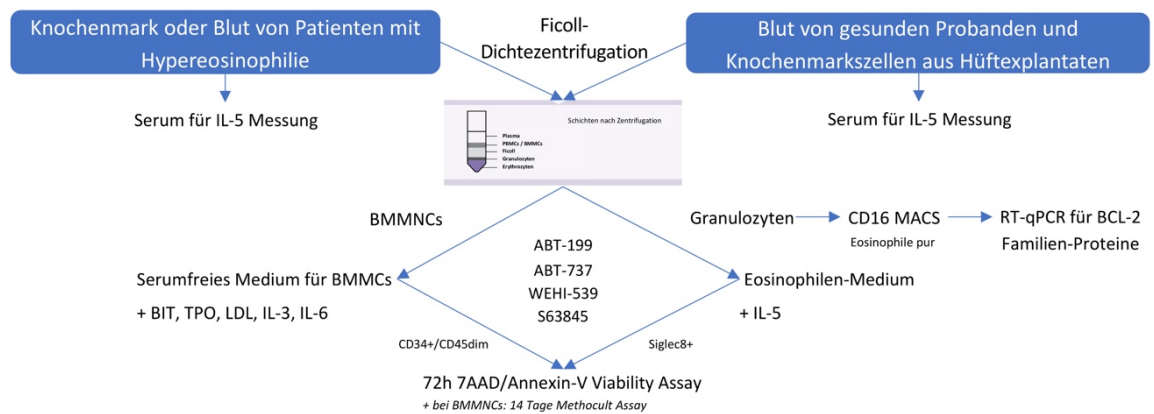 Knochenmark oder Blut von Patienten mit
Hypereosinophilie
Ficoll-
Dichtezentrifugation
Blut von gesunden Probanden und
Knochenmarkszellen aus Hüftexplantaten
Serum für IL-5 Messung
Serum für IL-5 Messung
Schichten nach Zentrifugation
Plasma
PBMCs / BMMCs
Ficoll
Granulozyten
Erythrozyten
BMMNCs
Granulozyten
CD16 MACS
Eosinophile pur
RT-qPCR für BCL-2
Familien-Proteine
ABT-199
ABT-737
WEHI-539
S63845
Serumfreies Medium für BMMCs
+ BIT, TPO, LDL, IL-3, IL-6
Eosinophilen-Medium
+ IL-5
CD34+/CD45dim
Siglec8+
72h 7AAD/Annexin-V Viability Assay
+ bei BMMNCs: 14 Tage Methocult Assay